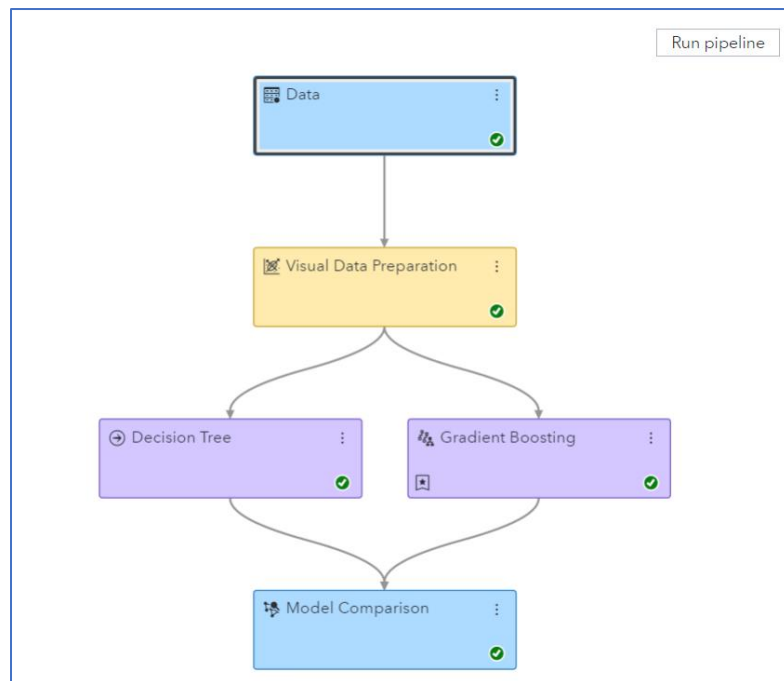 Run pipeline
Data
Visual Data Preparation
Decision Tree
Gradient Boosting
Model Comparison